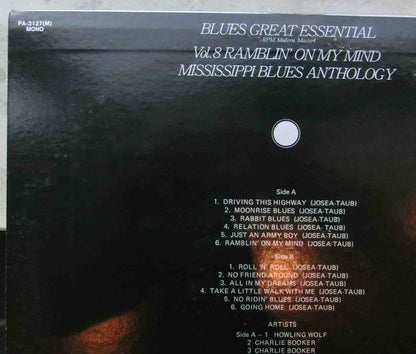 PA-3127(M)
MONO
BLUES GREAT ESSENTIAL
RPM, Modern, Master!
Vol.8 RAMBLIN' ON MY MIND
MISSISSIPPI BLUES ANTHOLOGY
Side A
1. DRIVING THIS HIGHWAY (JOSEA-TAUB)
2. MOONRISE BLUES (JOSEA-TAUB)
3. RABBIT BLUES (JOSEA-TAUB)
4. RELATION BLUES (JOSEA-TAUB)
5. JUST AN ARMY BOY (JOSEA-TAUB)
6. RAMBLIN' ON MY MIND (JOSEA-TAUB)
Side B
1. ROLL 'N' ROLL (JOSEA-TAUB)
2. NO FRIEND AROUND (JOSEA-TAUB)
3. ALL IN MY DREAMS (JOSEA-TAUB)
4. TAKE A LITTLE WALK WITH ME (JOSEA-TAUB)
5. NO RIDIN' BLUES (JOSEA-TAUB)
6. GOING HOME (JOSEA-TAUB)
ARTISTS
Side A — 1 HOWLING WOLF
2 CHARLIE BOOKER
3 CHARLIE BOOKER